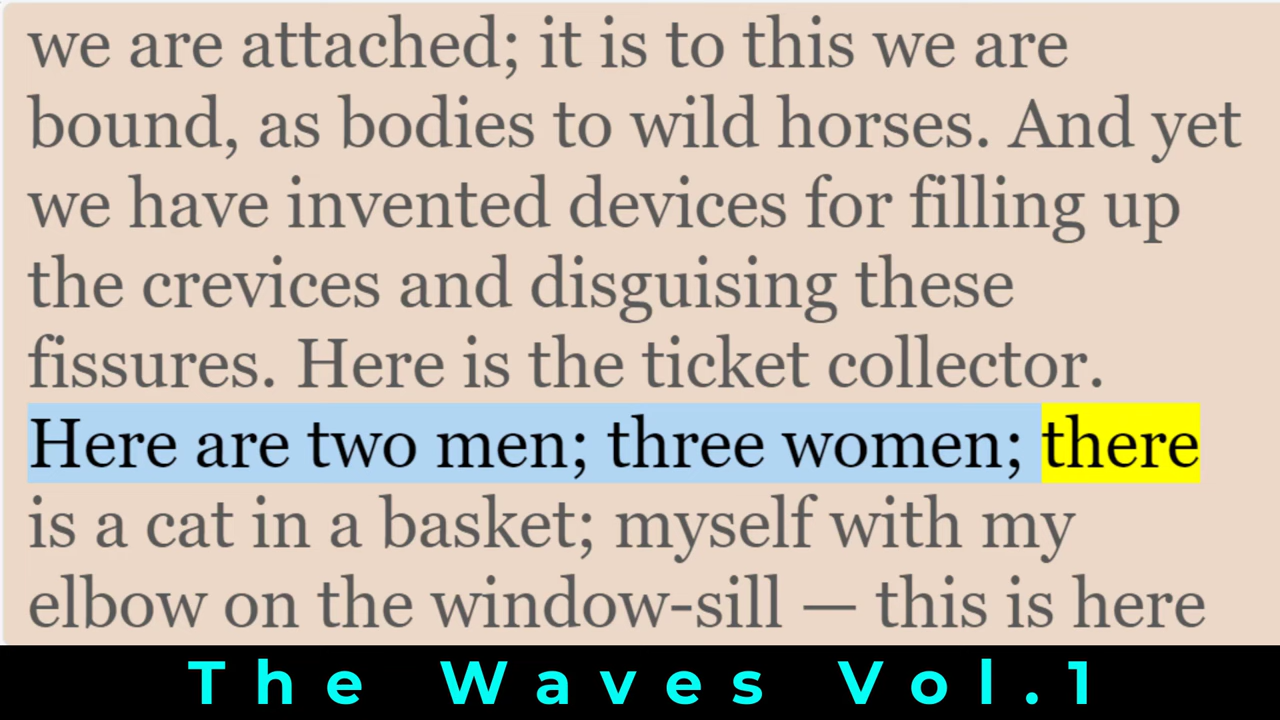 we are attached; it is to this we are
bound, as bodies to wild horses. And yet
we have invented devices for filling up
the crevices and disguising these
fissures. Here is the ticket collector.
Here are two men; three women; there
is a cat in a basket; myself with my
elbow on the window-sill — this is here
The Waves Vol.1